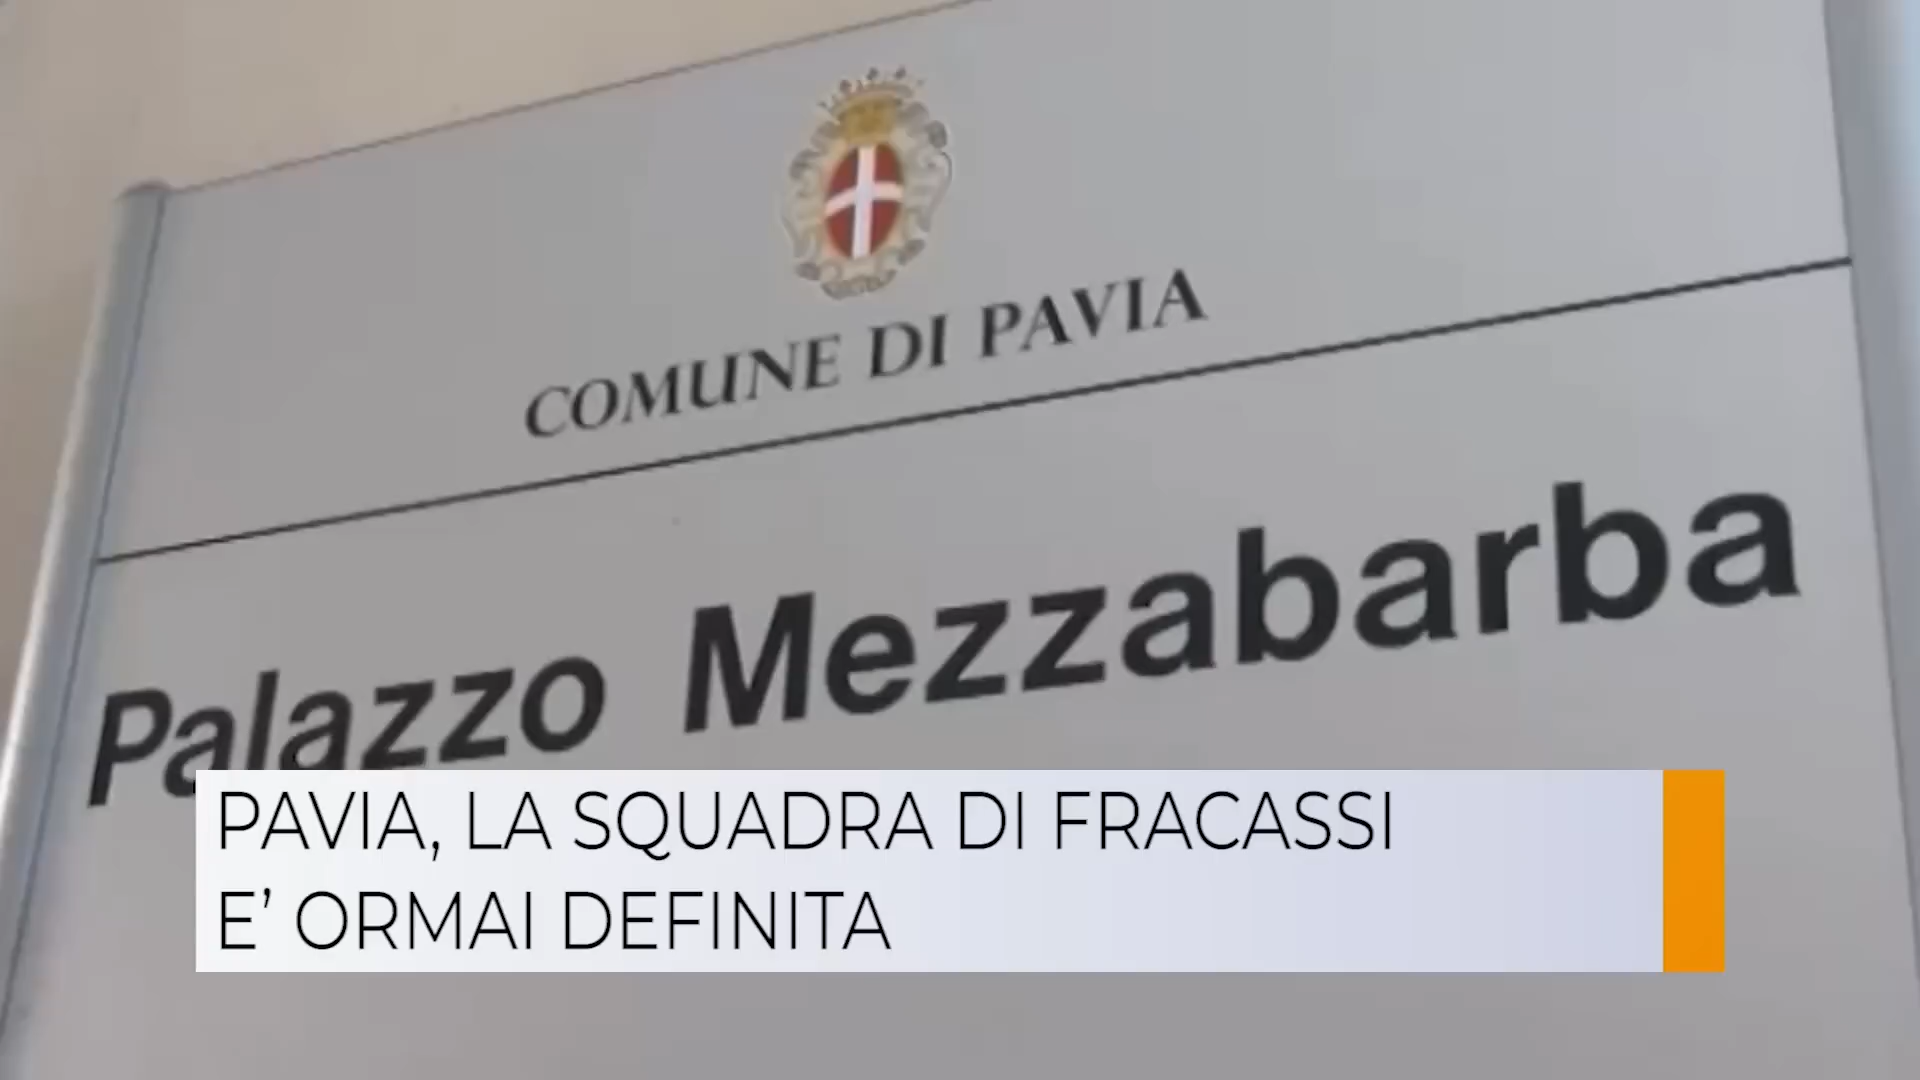 COMUNE DI PAVIA
Palazzo Mezzabarba
PAVIA, LA SQUADRA DI FRACASSI
E’ ORMAI DEFINITA